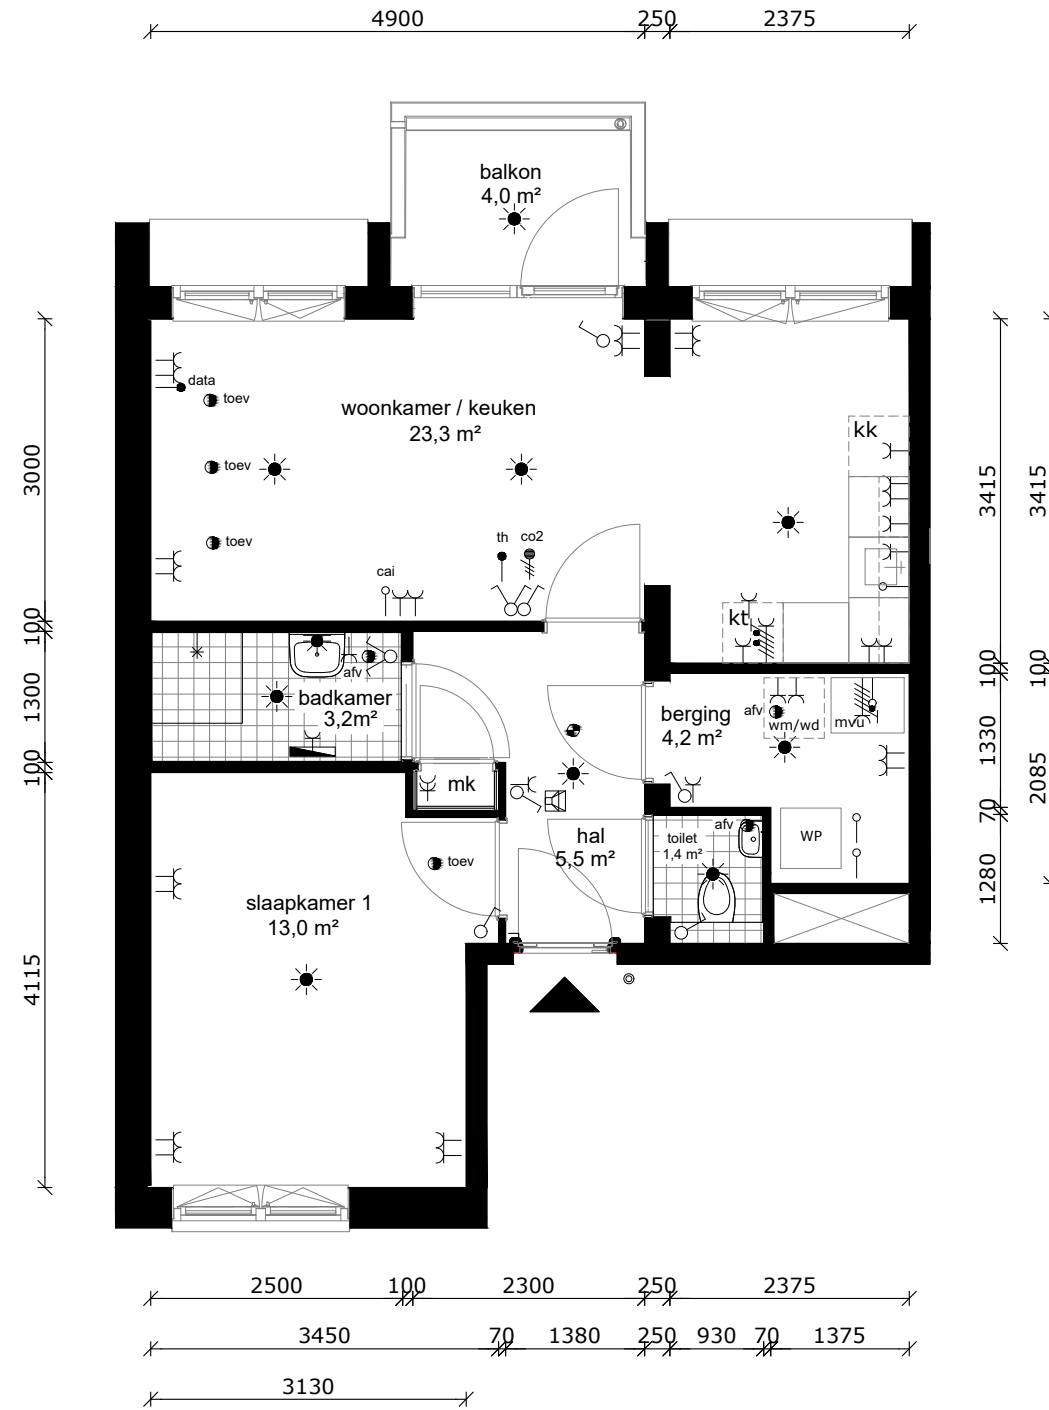 4900 250 2375
balkon
4,0 m²
data
toev
woonkamer / keuken
23,3 m²
kk
toev
toev
th co2
cai
kt
3000
3415
3415
100
1300
100
4115
afv
badkamer
3,2m²
berging
4,2 m²
afv
wm/wd
mvu
mk
WP
hal
5,5 m²
afv
toilet
1,4 m²
toev
slaapkamer 1
13,0 m²
100
1330
70
1280
100
2085
2500 100 2300 250 2375
3450 70 1380 250 930 70 1375
3130